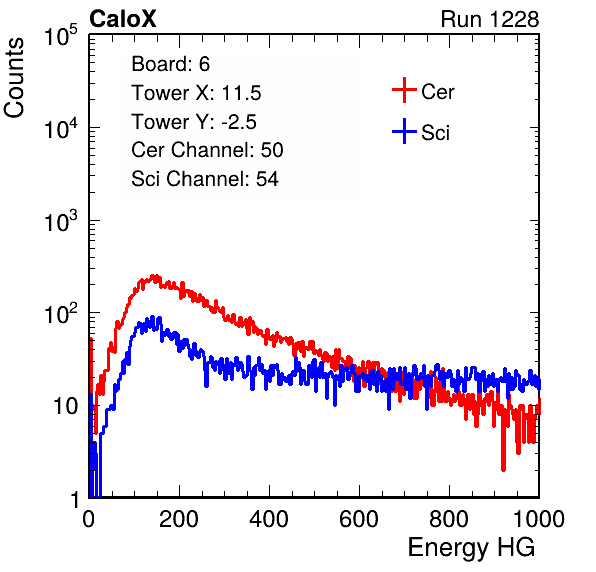 CaloX Run 1228
Counts
10^5
10^4
10^3
10^2
10
1
Board: 6
Tower X: 11.5
Tower Y: -2.5
Cer Channel: 50
Sci Channel: 54
Cer
Sci
0 200 400 600 800 1000
Energy HG